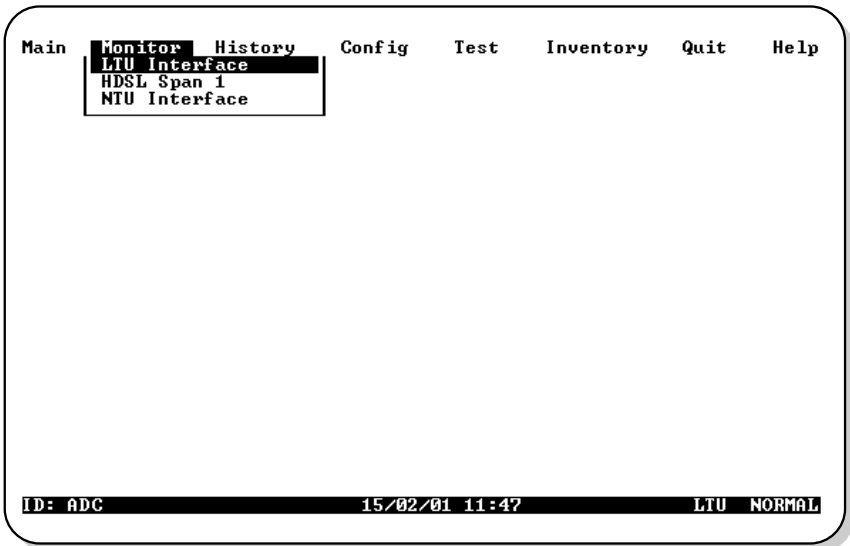 Main Monitor History Config Test Inventory Quit Help
LTU Interface
HDSL Span 1
NTU Interface
ID: ADC 15/02/01 11:47 LTU NORMAL